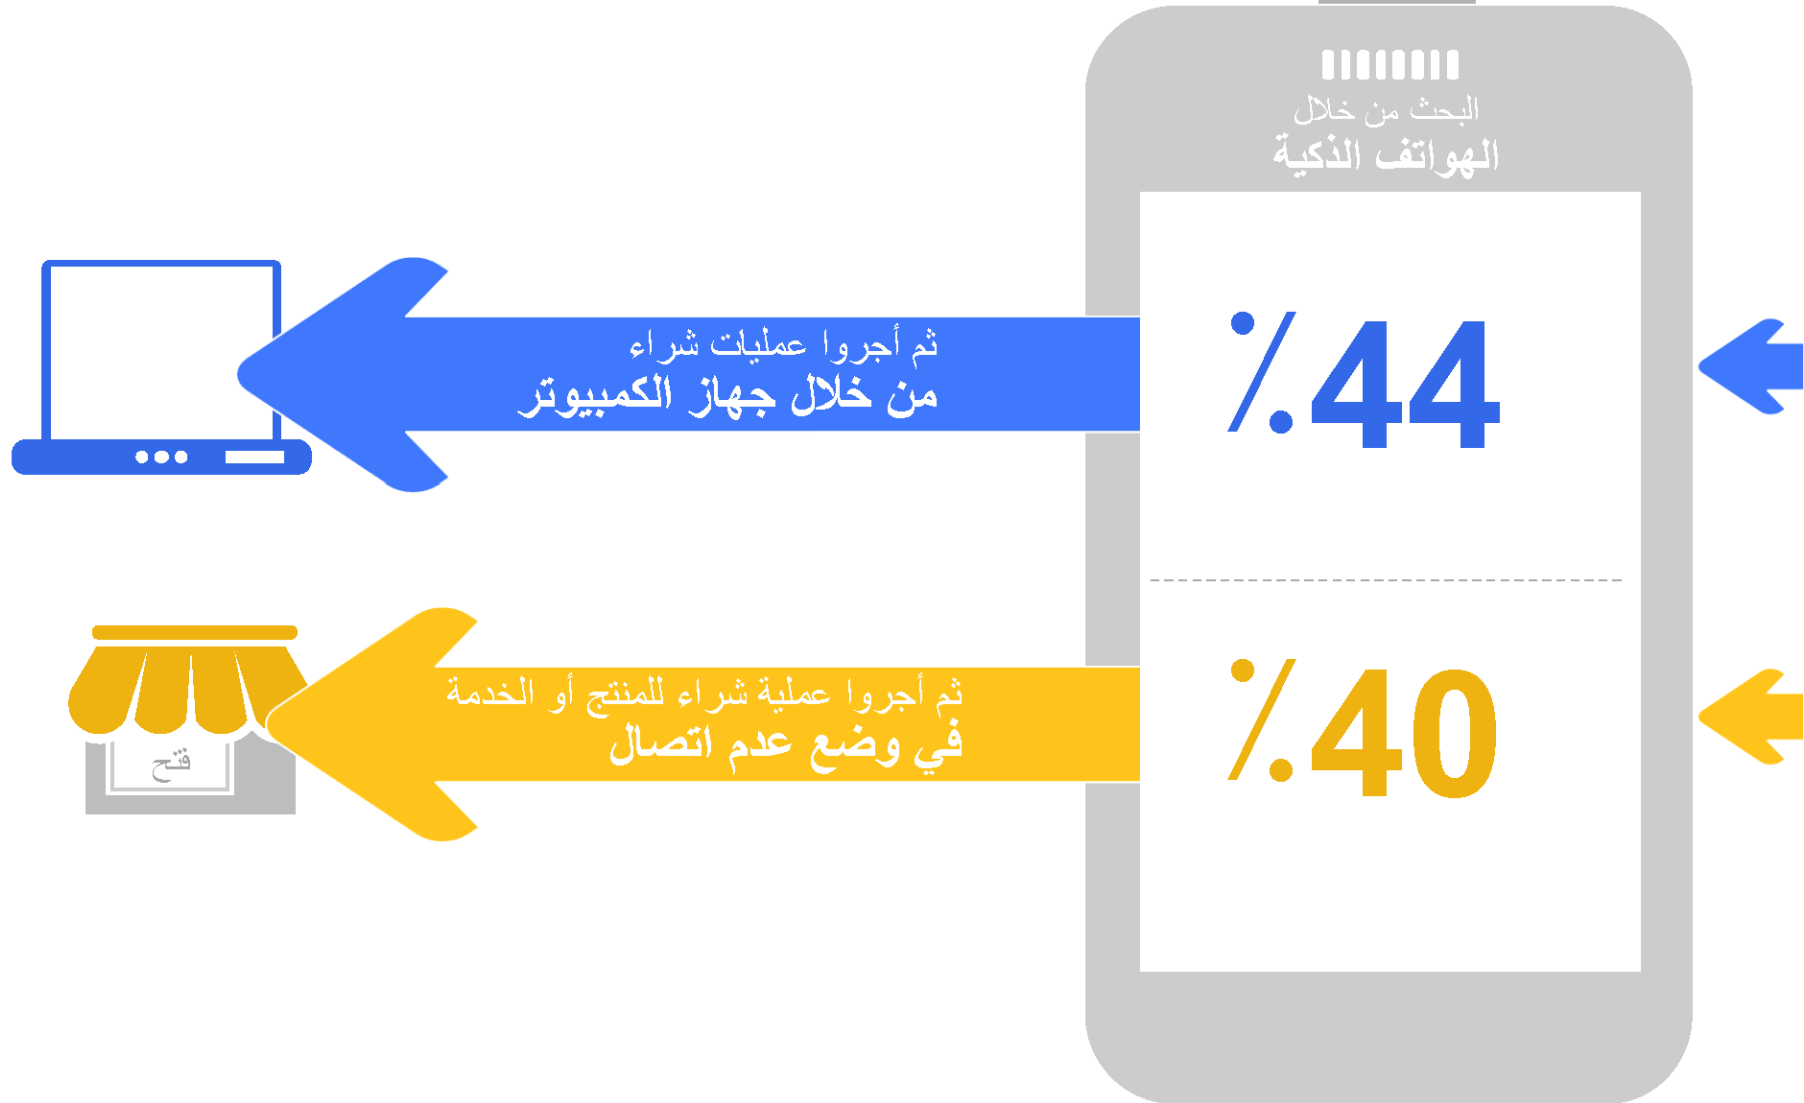 البحث من خلال
الهواتف الذكية
44٪
ثم أجروا عمليات شراء
من خلال جهاز الكمبيوتر
40٪
ثم أجروا عملية شراء للمنتج أو الخدمة
في وضع عدم اتصال
فتح